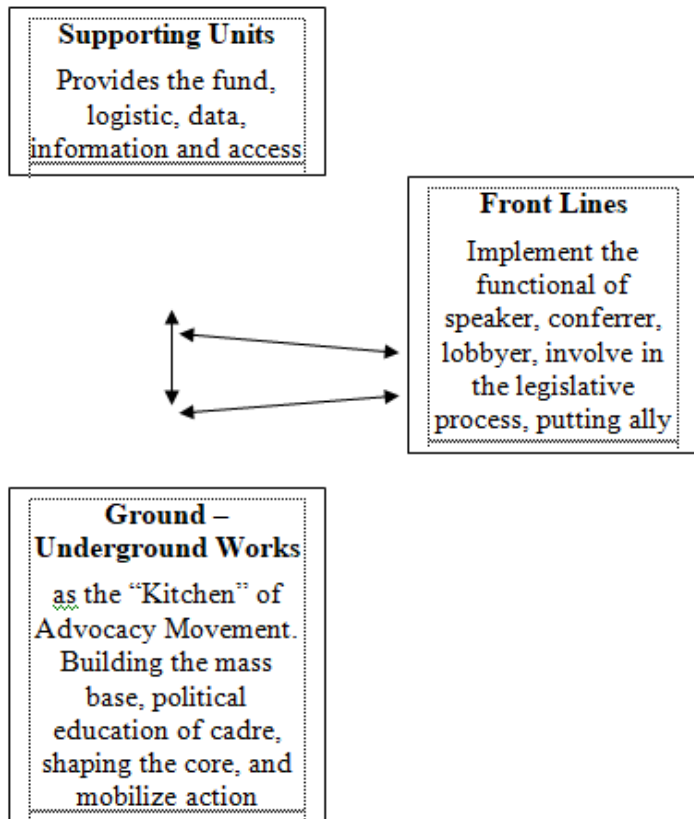 Supporting Units
Provides the fund,
logistic, data,
information and access
Front Lines
Implement the
functional of
speaker, conferrer,
lobbyer, involve in
the legislative
process, putting ally
Ground –
Underground Works
as the “Kitchen” of
Advocacy Movement.
Building the mass
base, political
education of cadre,
shaping the core, and
mobilize action